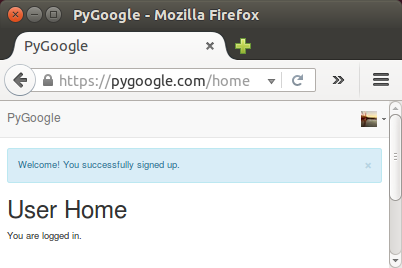 PyGoogle - Mozilla Firefox
PyGoogle
https://pygoogle.com/home
PyGoogle
Welcome! You successfully signed up.
User Home
You are logged in.